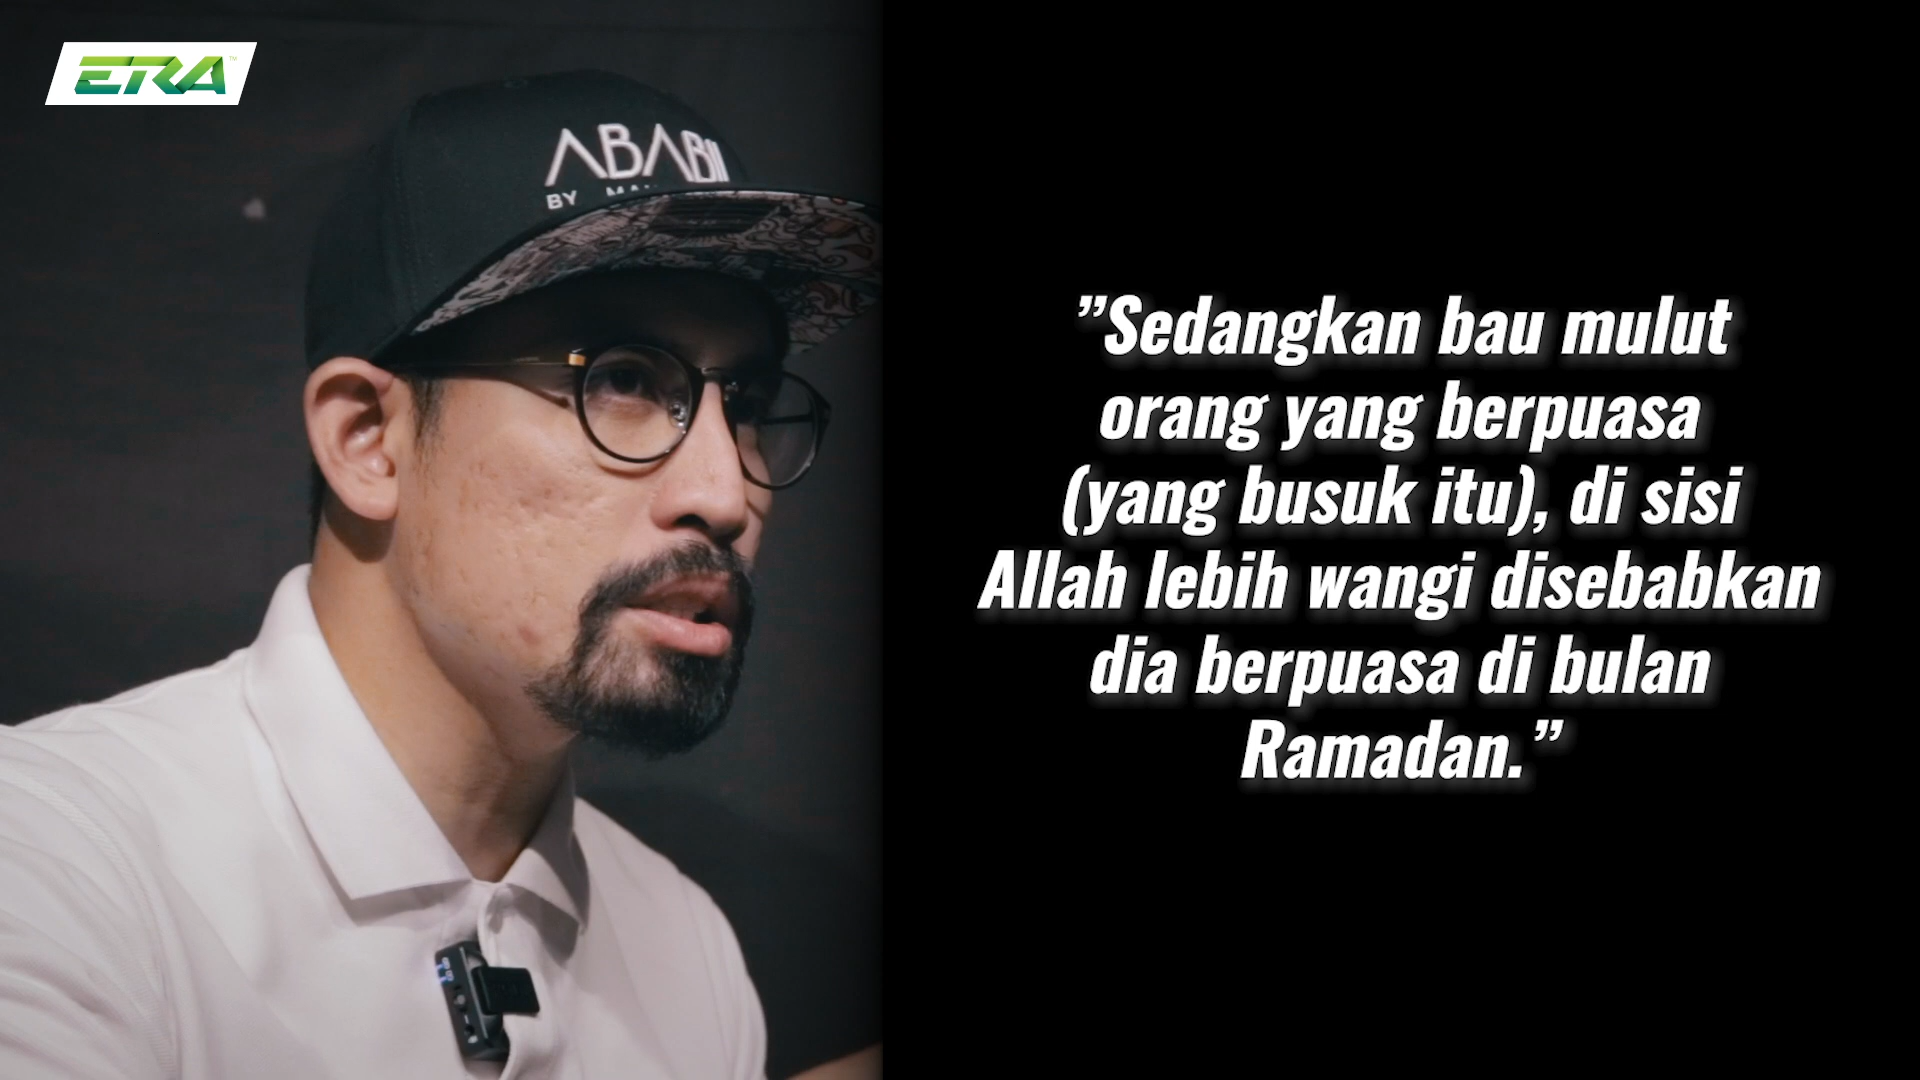 ERA
ABABII
BY
”Sedangkan bau mulut
orang yang berpuasa
(yang busuk itu), di sisi
Allah lebih wangi disebabkan
dia berpuasa di bulan
Ramadan.”